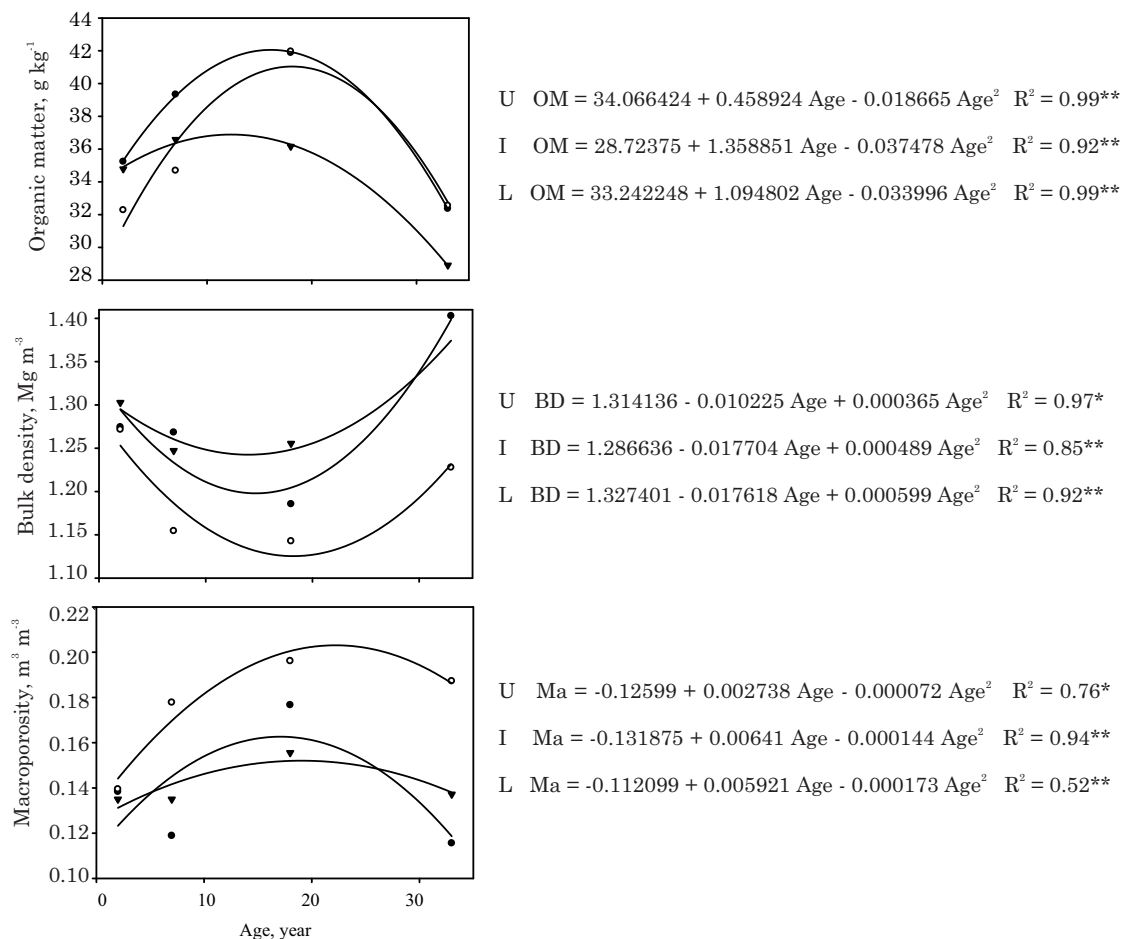 44
42
40
38
36
34
32
30
28
0 10 20 30
Organic matter, g kg⁻¹
U OM = 34.066424 + 0.458924 Age - 0.018665 Age² R² = 0.99**
I OM = 28.72375 + 1.358851 Age - 0.037478 Age² R² = 0.92**
L OM = 33.242248 + 1.094802 Age - 0.033996 Age² R² = 0.99**
1.40
1.35
1.30
1.25
1.20
1.15
1.10
0 10 20 30
Bulk density, Mg m⁻³
U BD = 1.314136 - 0.010225 Age + 0.000365 Age² R² = 0.97*
I BD = 1.286636 - 0.017704 Age + 0.000489 Age² R² = 0.85**
L BD = 1.327401 - 0.017618 Age + 0.000599 Age² R² = 0.92**
0.22
0.20
0.18
0.16
0.14
0.12
0.10
Macroporosity, m³ m⁻³
U Ma = -0.12599 + 0.002738 Age - 0.000072 Age² R² = 0.76*
I Ma = -0.131875 + 0.00641 Age - 0.000144 Age² R² = 0.94**
L Ma = -0.112099 + 0.005921 Age - 0.000173 Age² R² = 0.52**
0 10 20 30
Age, year